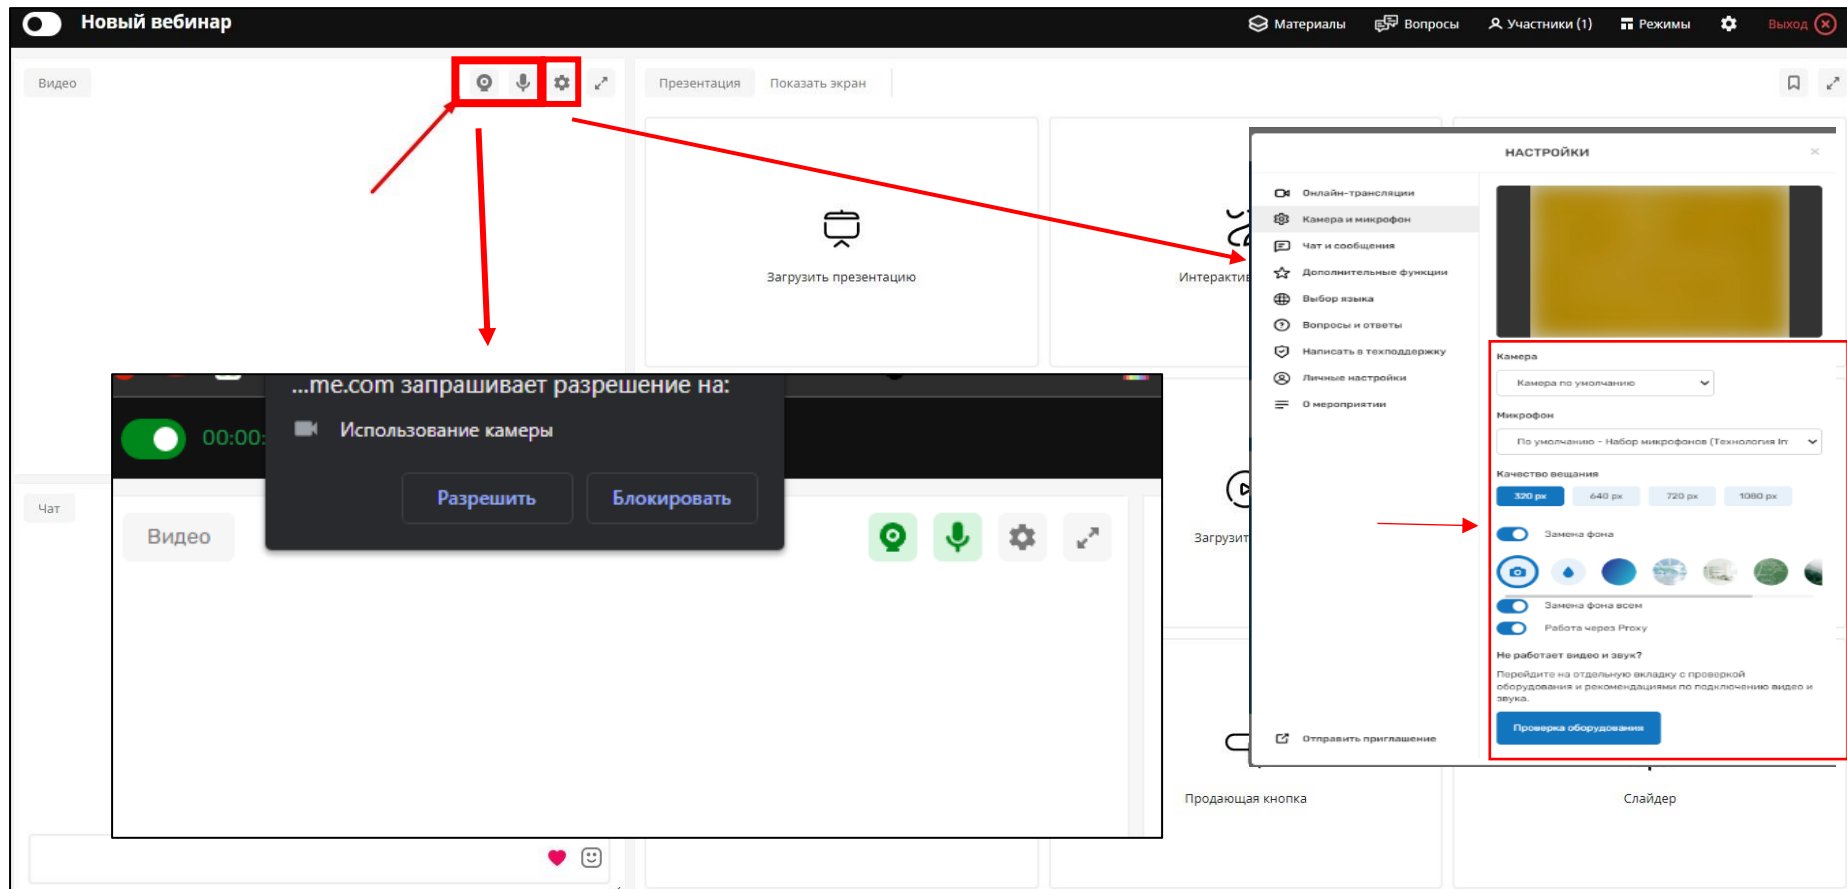 Новый вебинар
Материалы
Вопросы
Участники (1)
Режимы
Выход
Видео
Презентация
Показать экран
Загрузить презентацию
Интерактив
Загрузит
Продающая кнопка
Слайдер
Чат
...me.com запрашивает разрешение на:
Использование камеры
Разрешить
Блокировать
00:00:
Видео
НАСТРОЙКИ
Онлайн-трансляции
Камера и микрофон
Чат и сообщения
Дополнительные функции
Выбор языка
Вопросы и ответы
Написать в техподдержку
Личные настройки
О мероприятии
Отправить приглашение
Камера
Камера по умолчанию
Микрофон
По умолчанию - Набор микрофонов (Технология In
Качество вещания
320 px
640 px
720 px
1080 px
Замена фона
Замена фона всем
Работа через Proxy
Не работает видео и звук?
Перейдите на отдельную вкладку с проверкой
оборудования и рекомендациями по подключению видео и
звука.
Проверка оборудования